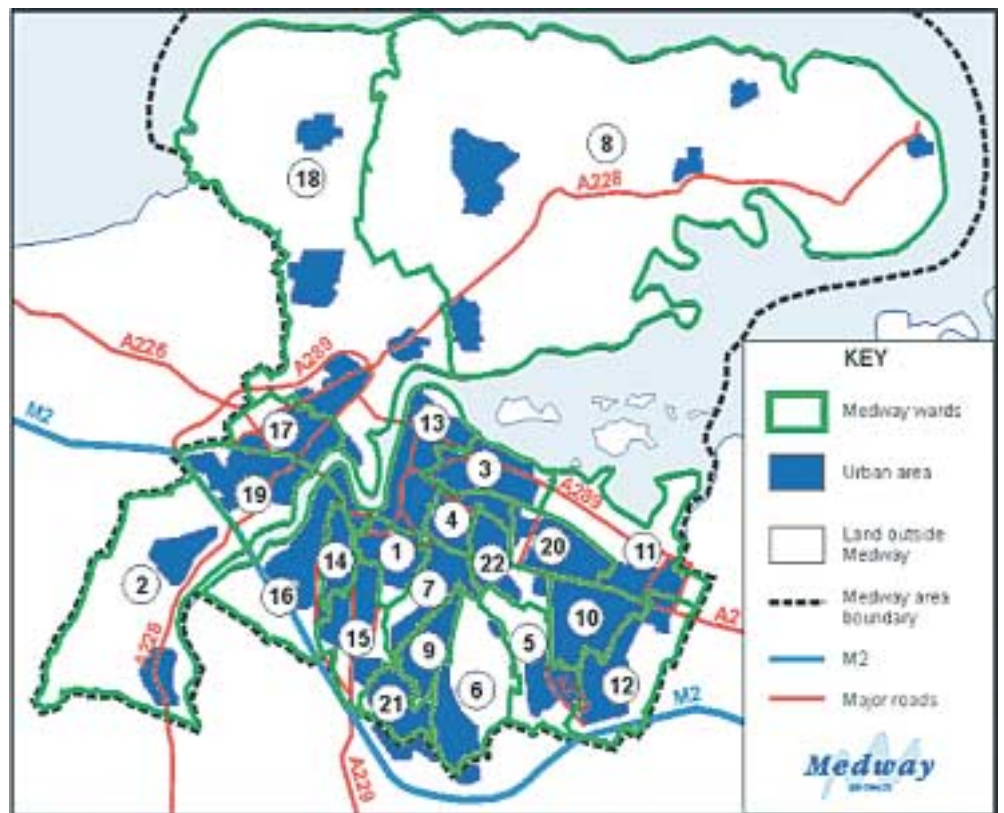 8
18
A228
A226
A289
M2
KEY
Medway wards
Urban area
Land outside
Medway
Medway area
boundary
M2
Major roads
Medway
17
13
3
A289
19
4
20
11
14
1
22
2
16
7
10
A2
A228
15
5
9
6
12
21
M2
A229